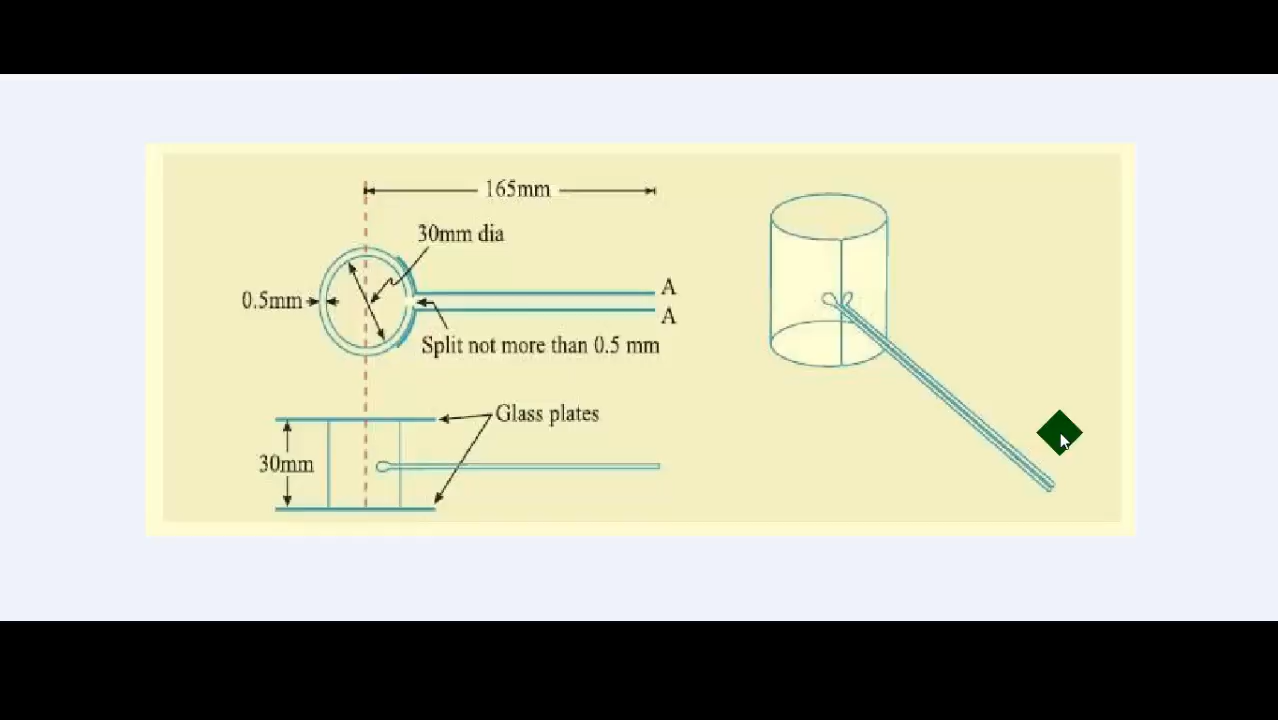 165mm
30mm dia
A
0.5mm
A
Split not more than 0.5 mm
Glass plates
30mm